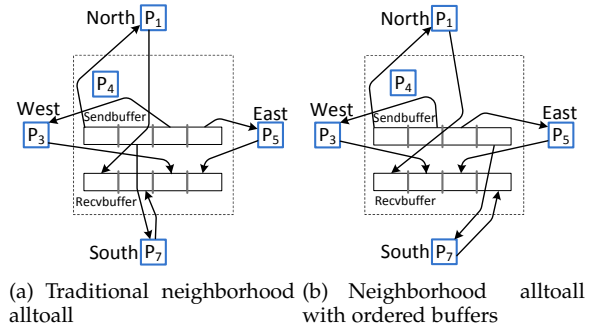 North P1
P4
West
Sendbuffer
East
P3
P5
Recvbuffer
South P7
(a) Traditional neighborhood
alltoall
North P1
P4
West
Sendbuffer
East
P3
P5
Recvbuffer
South P7
(b) Neighborhood alltoall
with ordered buffers